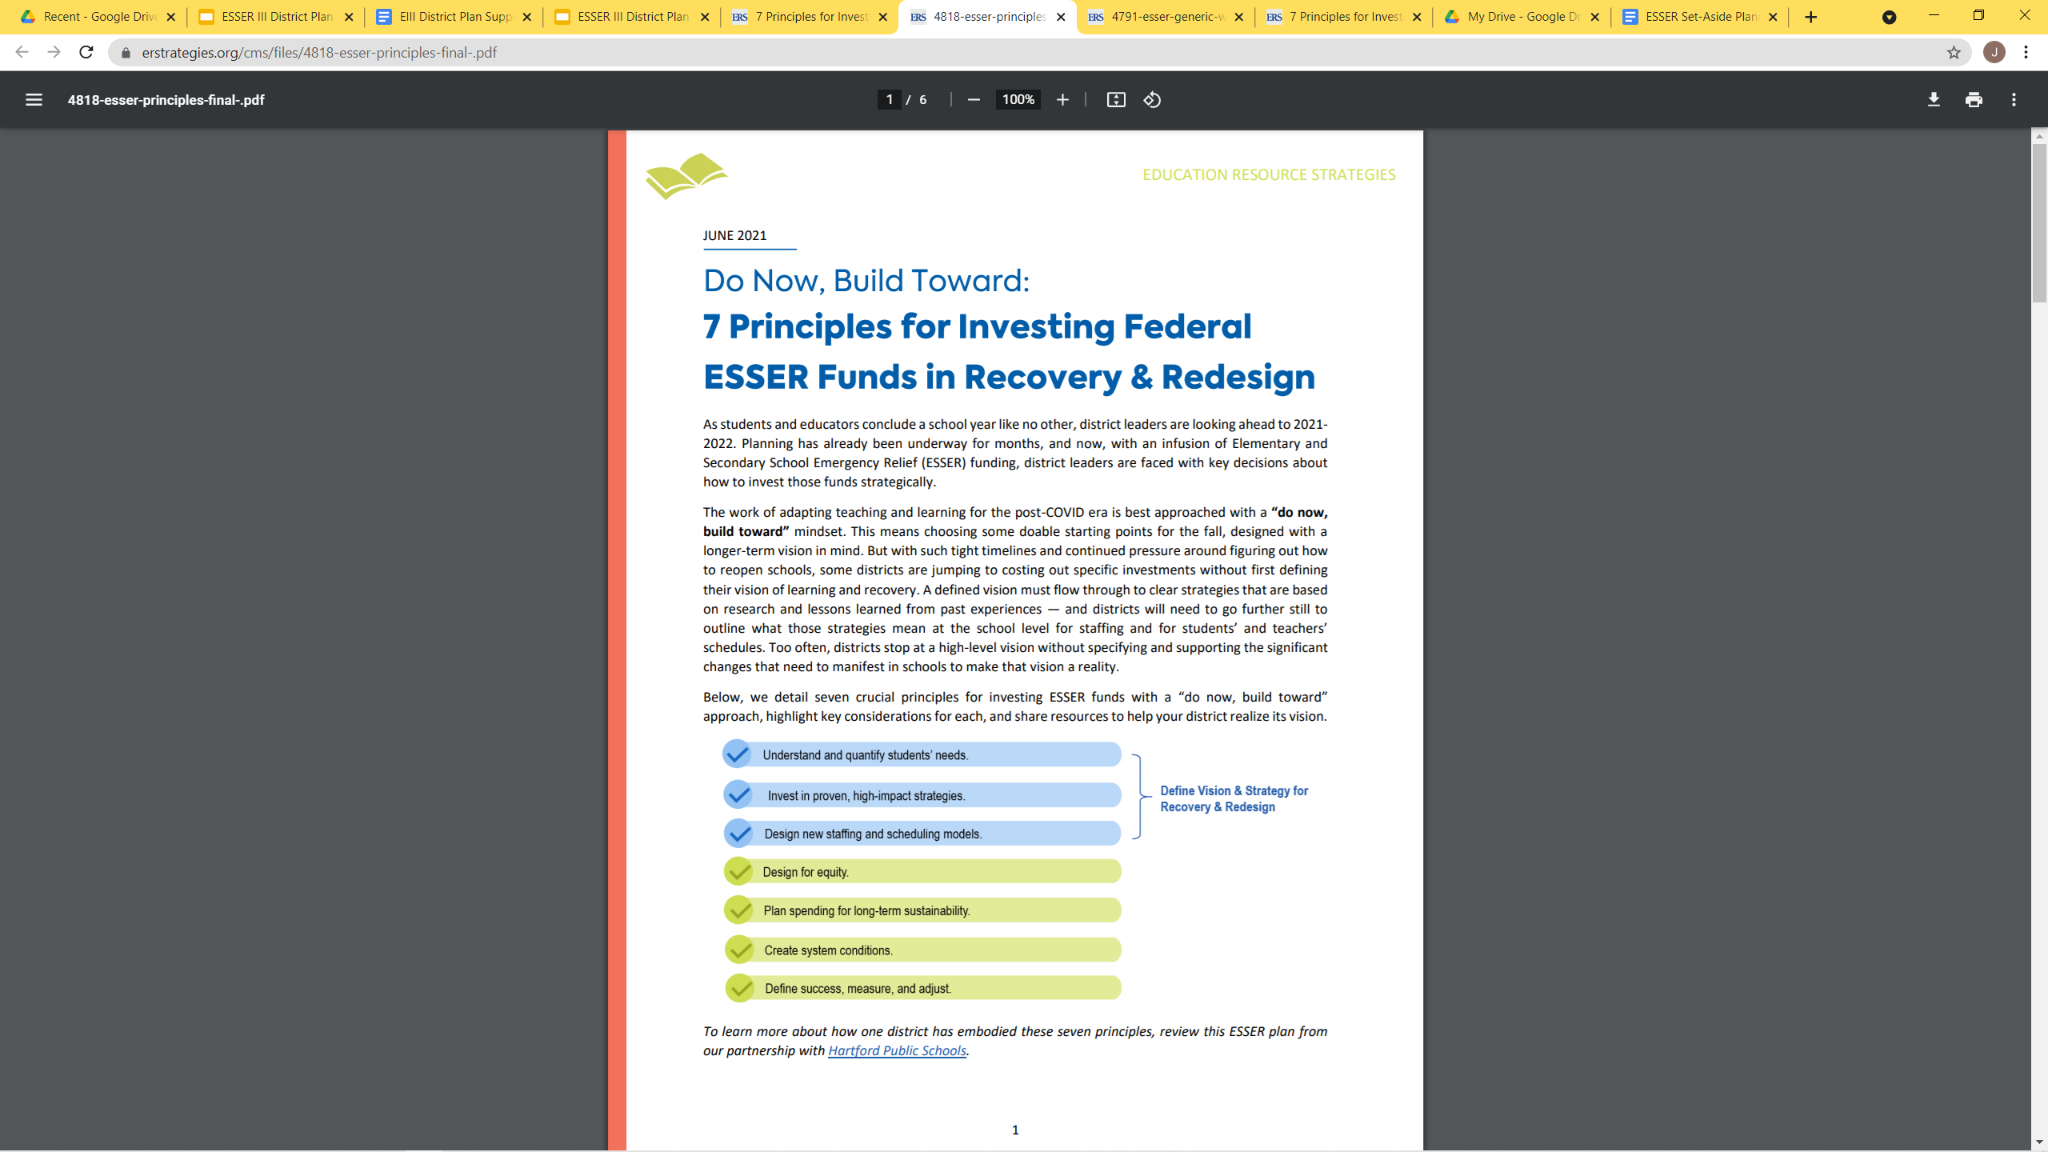 Recent - Google Driv
ESSER III District Plan
EIII District Plan Supp
ESSER III District Plan
ERS 7 Principles for Invest
ERS 4818-esser-principles
ERS 4791-esser-generic-w
ERS 7 Principles for Invest
My Drive - Google Dr
ESSER Set-Aside Plan
erstrategies.org/cms/files/4818-esser-principles-final-.pdf
J
4818-esser-principles-final-.pdf
1 / 6
100%
EDUCATION RESOURCE STRATEGIES
JUNE 2021
Do Now, Build Toward:
7 Principles for Investing Federal
ESSER Funds in Recovery & Redesign
As students and educators conclude a school year like no other, district leaders are looking ahead to 2021-
2022. Planning has already been underway for months, and now, with an infusion of Elementary and
Secondary School Emergency Relief (ESSER) funding, district leaders are faced with key decisions about
how to invest those funds strategically.
The work of adapting teaching and learning for the post-COVID era is best approached with a “do now,
build toward” mindset. This means choosing some doable starting points for the fall, designed with a
longer-term vision in mind. But with such tight timelines and continued pressure around figuring out how
to reopen schools, some districts are jumping to costing out specific investments without first defining
their vision of learning and recovery. A defined vision must flow through to clear strategies that are based
on research and lessons learned from past experiences — and districts will need to go further still to
outline what those strategies mean at the school level for staffing and for students’ and teachers’
schedules. Too often, districts stop at a high-level vision without specifying and supporting the significant
changes that need to manifest in schools to make that vision a reality.
Below, we detail seven crucial principles for investing ESSER funds with a “do now, build toward”
approach, highlight key considerations for each, and share resources to help your district realize its vision.
Understand and quantify students’ needs.
Invest in proven, high-impact strategies.
Design new staffing and scheduling models.
Define Vision & Strategy for
Recovery & Redesign
Design for equity.
Plan spending for long-term sustainability.
Create system conditions.
Define success, measure, and adjust.
To learn more about how one district has embodied these seven principles, review this ESSER plan from
our partnership with Hartford Public Schools.
1